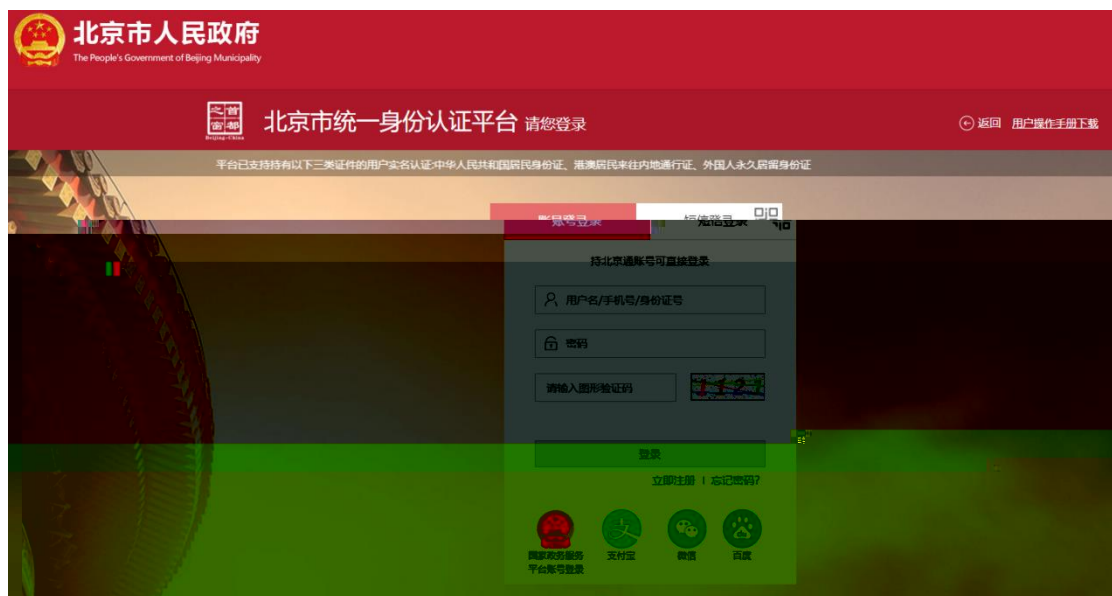 北京市人民政府
The People's Government of Beijing Municipality
首都之窗
Beijing-China
北京市统一身份认证平台 请您登录
返回 用户操作手册下载
平台已支持持有以下三类证件的用户实名认证:中华人民共和国居民身份证、港澳居民来往内地通行证、外国人永久居留身份证
账号登录 短信登录
持北京通账号可直接登录
用户名/手机号/身份证号
密码
请输入图形验证码 1121
登录
立即注册 | 忘记密码?
国家政务服务平台账号登录 支付宝 微信 百度